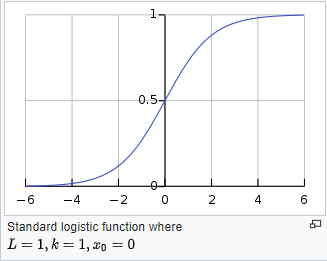 1
0.5
0
−6 −4 −2 0 2 4 6
Standard logistic function where
L = 1, k = 1, x₀ = 0